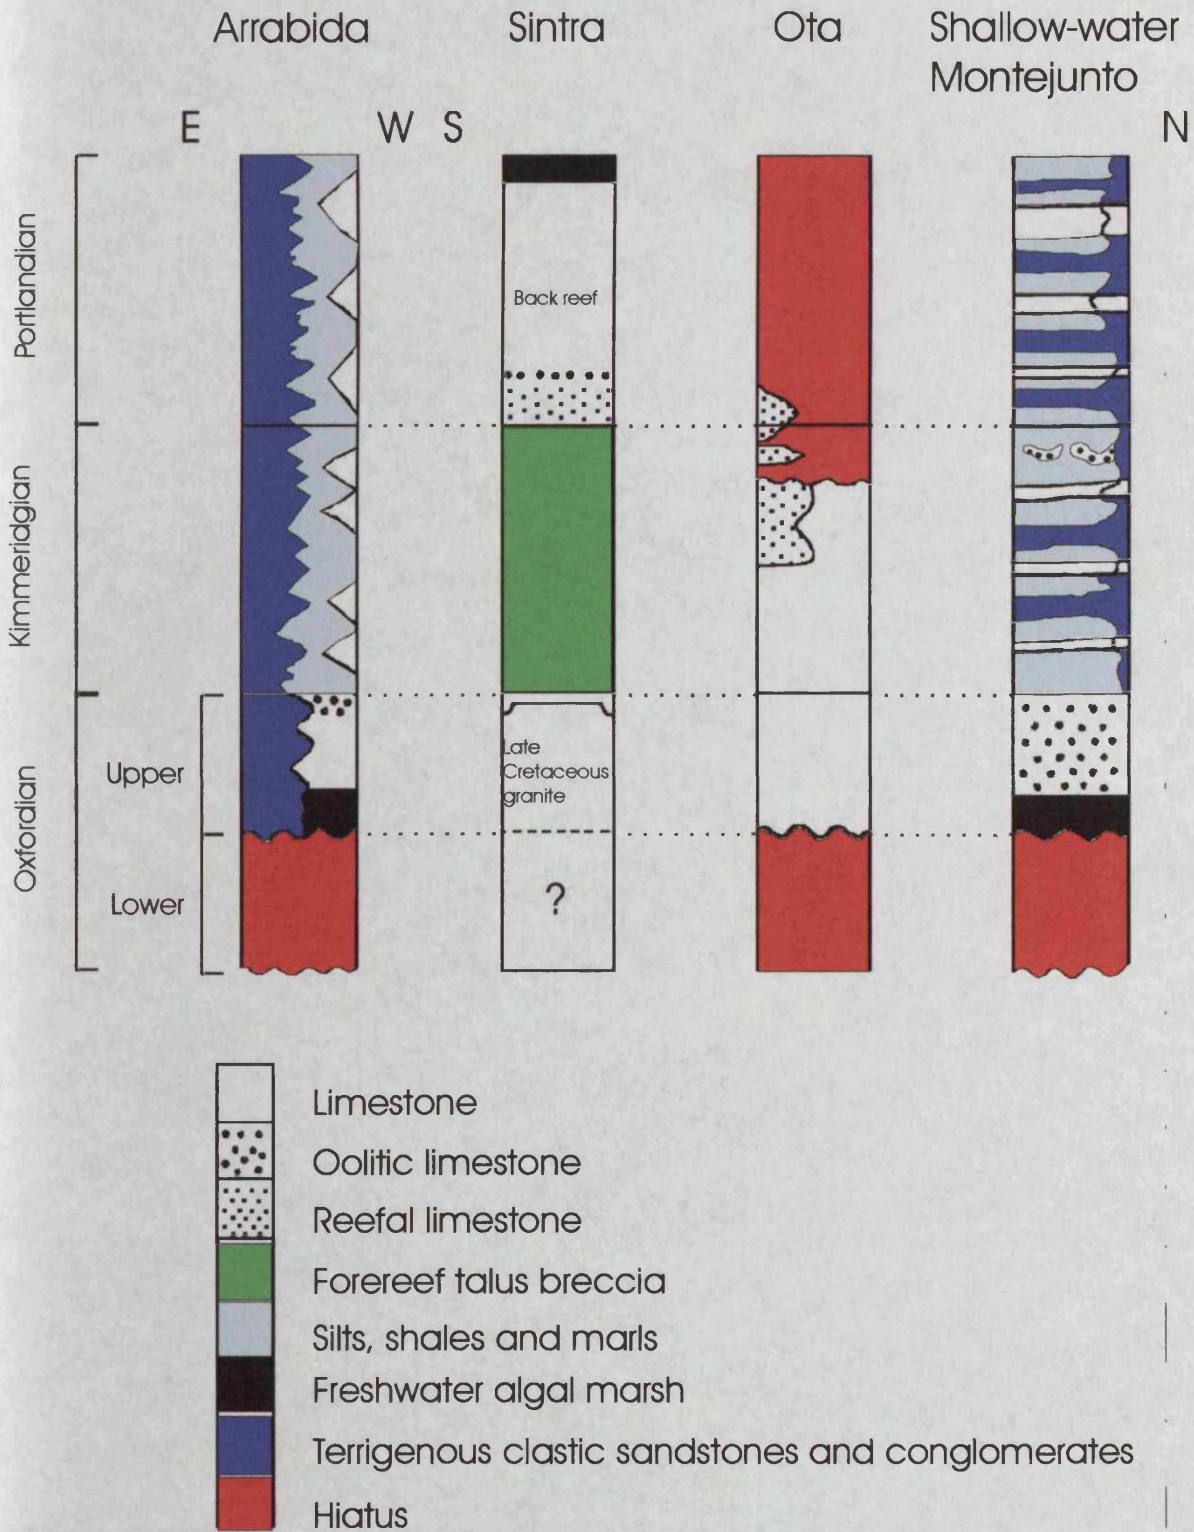 Arrabida
Sintra
Ota
Shallow-water
Montejunto
E
W
S
N
Portlandian
Kimmeridgian
Oxfordian
Upper
Lower
Back reef
Late
Cretaceous
granite
?
Limestone
Oolitic limestone
Reefal limestone
Forereef talus breccia
Silts, shales and marls
Freshwater algal marsh
Terrigenous clastic sandstones and conglomerates
Hiatus